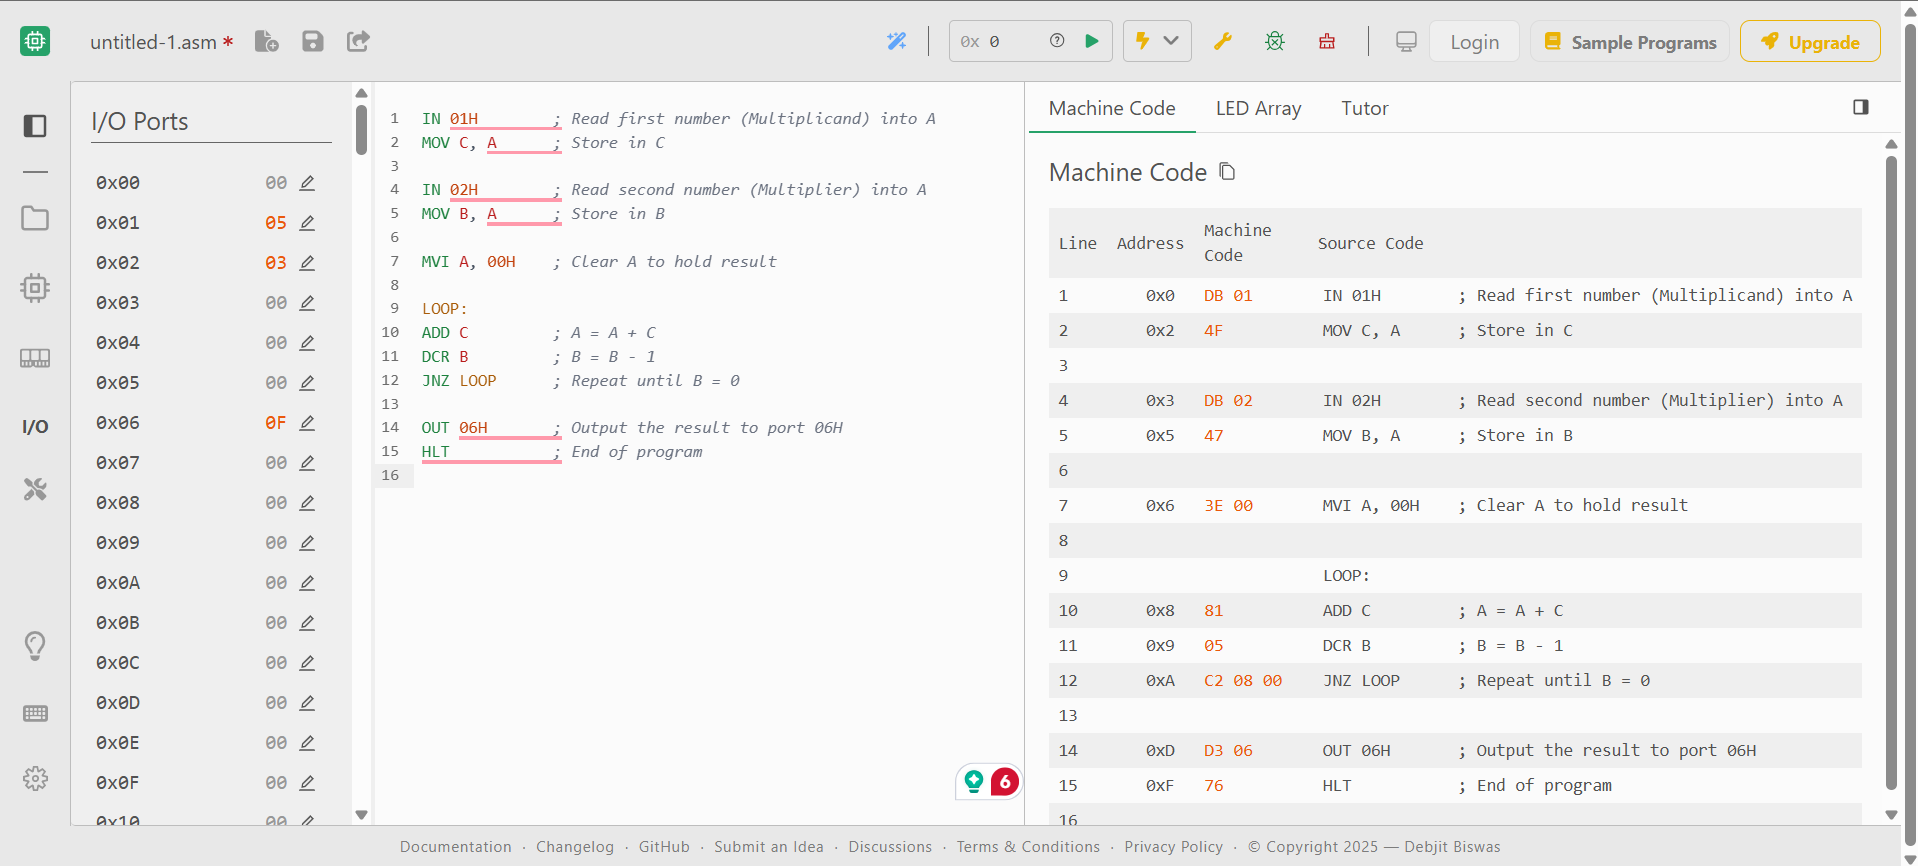 untitled-1.asm *
0x 0
Login
Sample Programs
Upgrade
I/O
I/O Ports
0x00 00
0x01 05
0x02 03
0x03 00
0x04 00
0x05 00
0x06 0F
0x07 00
0x08 00
0x09 00
0x0A 00
0x0B 00
0x0C 00
0x0D 00
0x0E 00
0x0F 00
0x10 00
1 IN 01H ; Read first number (Multiplicand) into A
2 MOV C, A ; Store in C
3
4 IN 02H ; Read second number (Multiplier) into A
5 MOV B, A ; Store in B
6
7 MVI A, 00H ; Clear A to hold result
8
9 LOOP:
10 ADD C ; A = A + C
11 DCR B ; B = B - 1
12 JNZ LOOP ; Repeat until B = 0
13
14 OUT 06H ; Output the result to port 06H
15 HLT ; End of program
16
6
Machine Code LED Array Tutor
Machine Code
Line Address Machine Code Source Code
1 0x0 DB 01 IN 01H ; Read first number (Multiplicand) into A
2 0x2 4F MOV C, A ; Store in C
3
4 0x3 DB 02 IN 02H ; Read second number (Multiplier) into A
5 0x5 47 MOV B, A ; Store in B
6
7 0x6 3E 00 MVI A, 00H ; Clear A to hold result
8
9 LOOP:
10 0x8 81 ADD C ; A = A + C
11 0x9 05 DCR B ; B = B - 1
12 0xA C2 08 00 JNZ LOOP ; Repeat until B = 0
13
14 0xD D3 06 OUT 06H ; Output the result to port 06H
15 0xF 76 HLT ; End of program
16
Documentation · Changelog · GitHub · Submit an Idea · Discussions · Terms & Conditions · Privacy Policy · © Copyright 2025 — Debjit Biswas